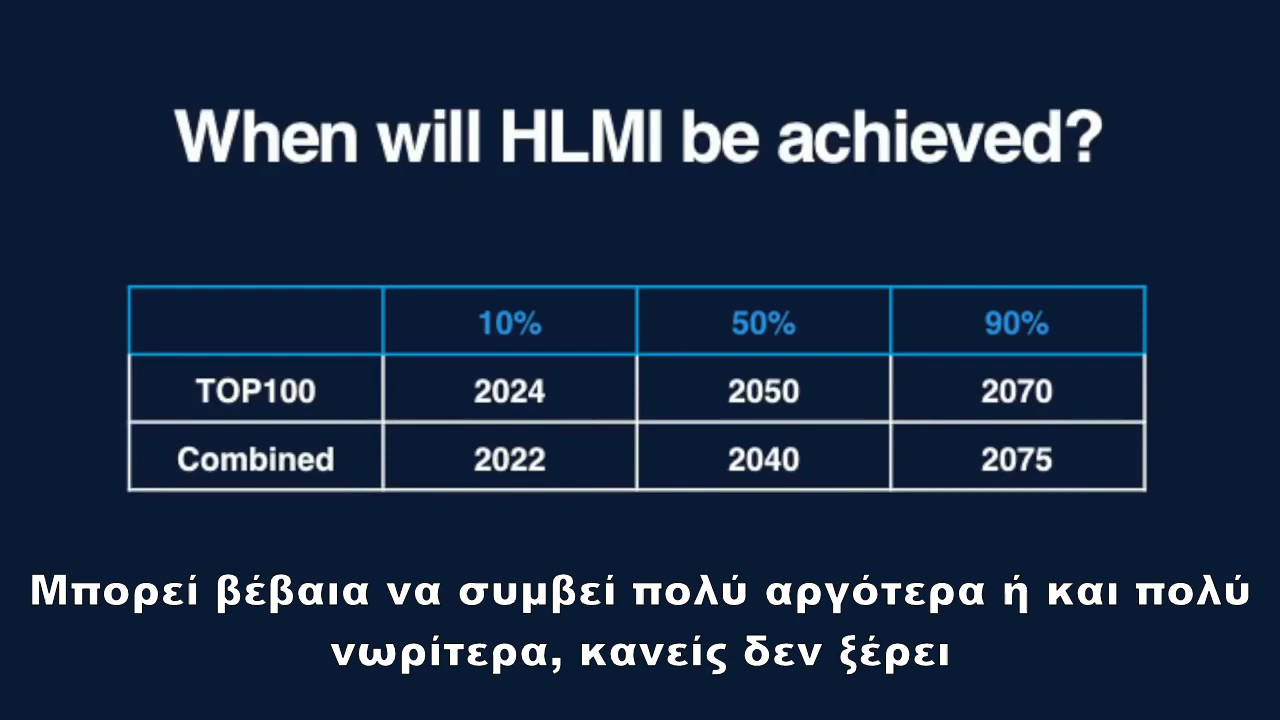 When will HLMI be achieved?
10% 50% 90%
TOP100 2024 2050 2070
Combined 2022 2040 2075
Μπορεί βέβαια να συμβεί πολύ αργότερα ή και πολύ
νωρίτερα, κανείς δεν ξέρει